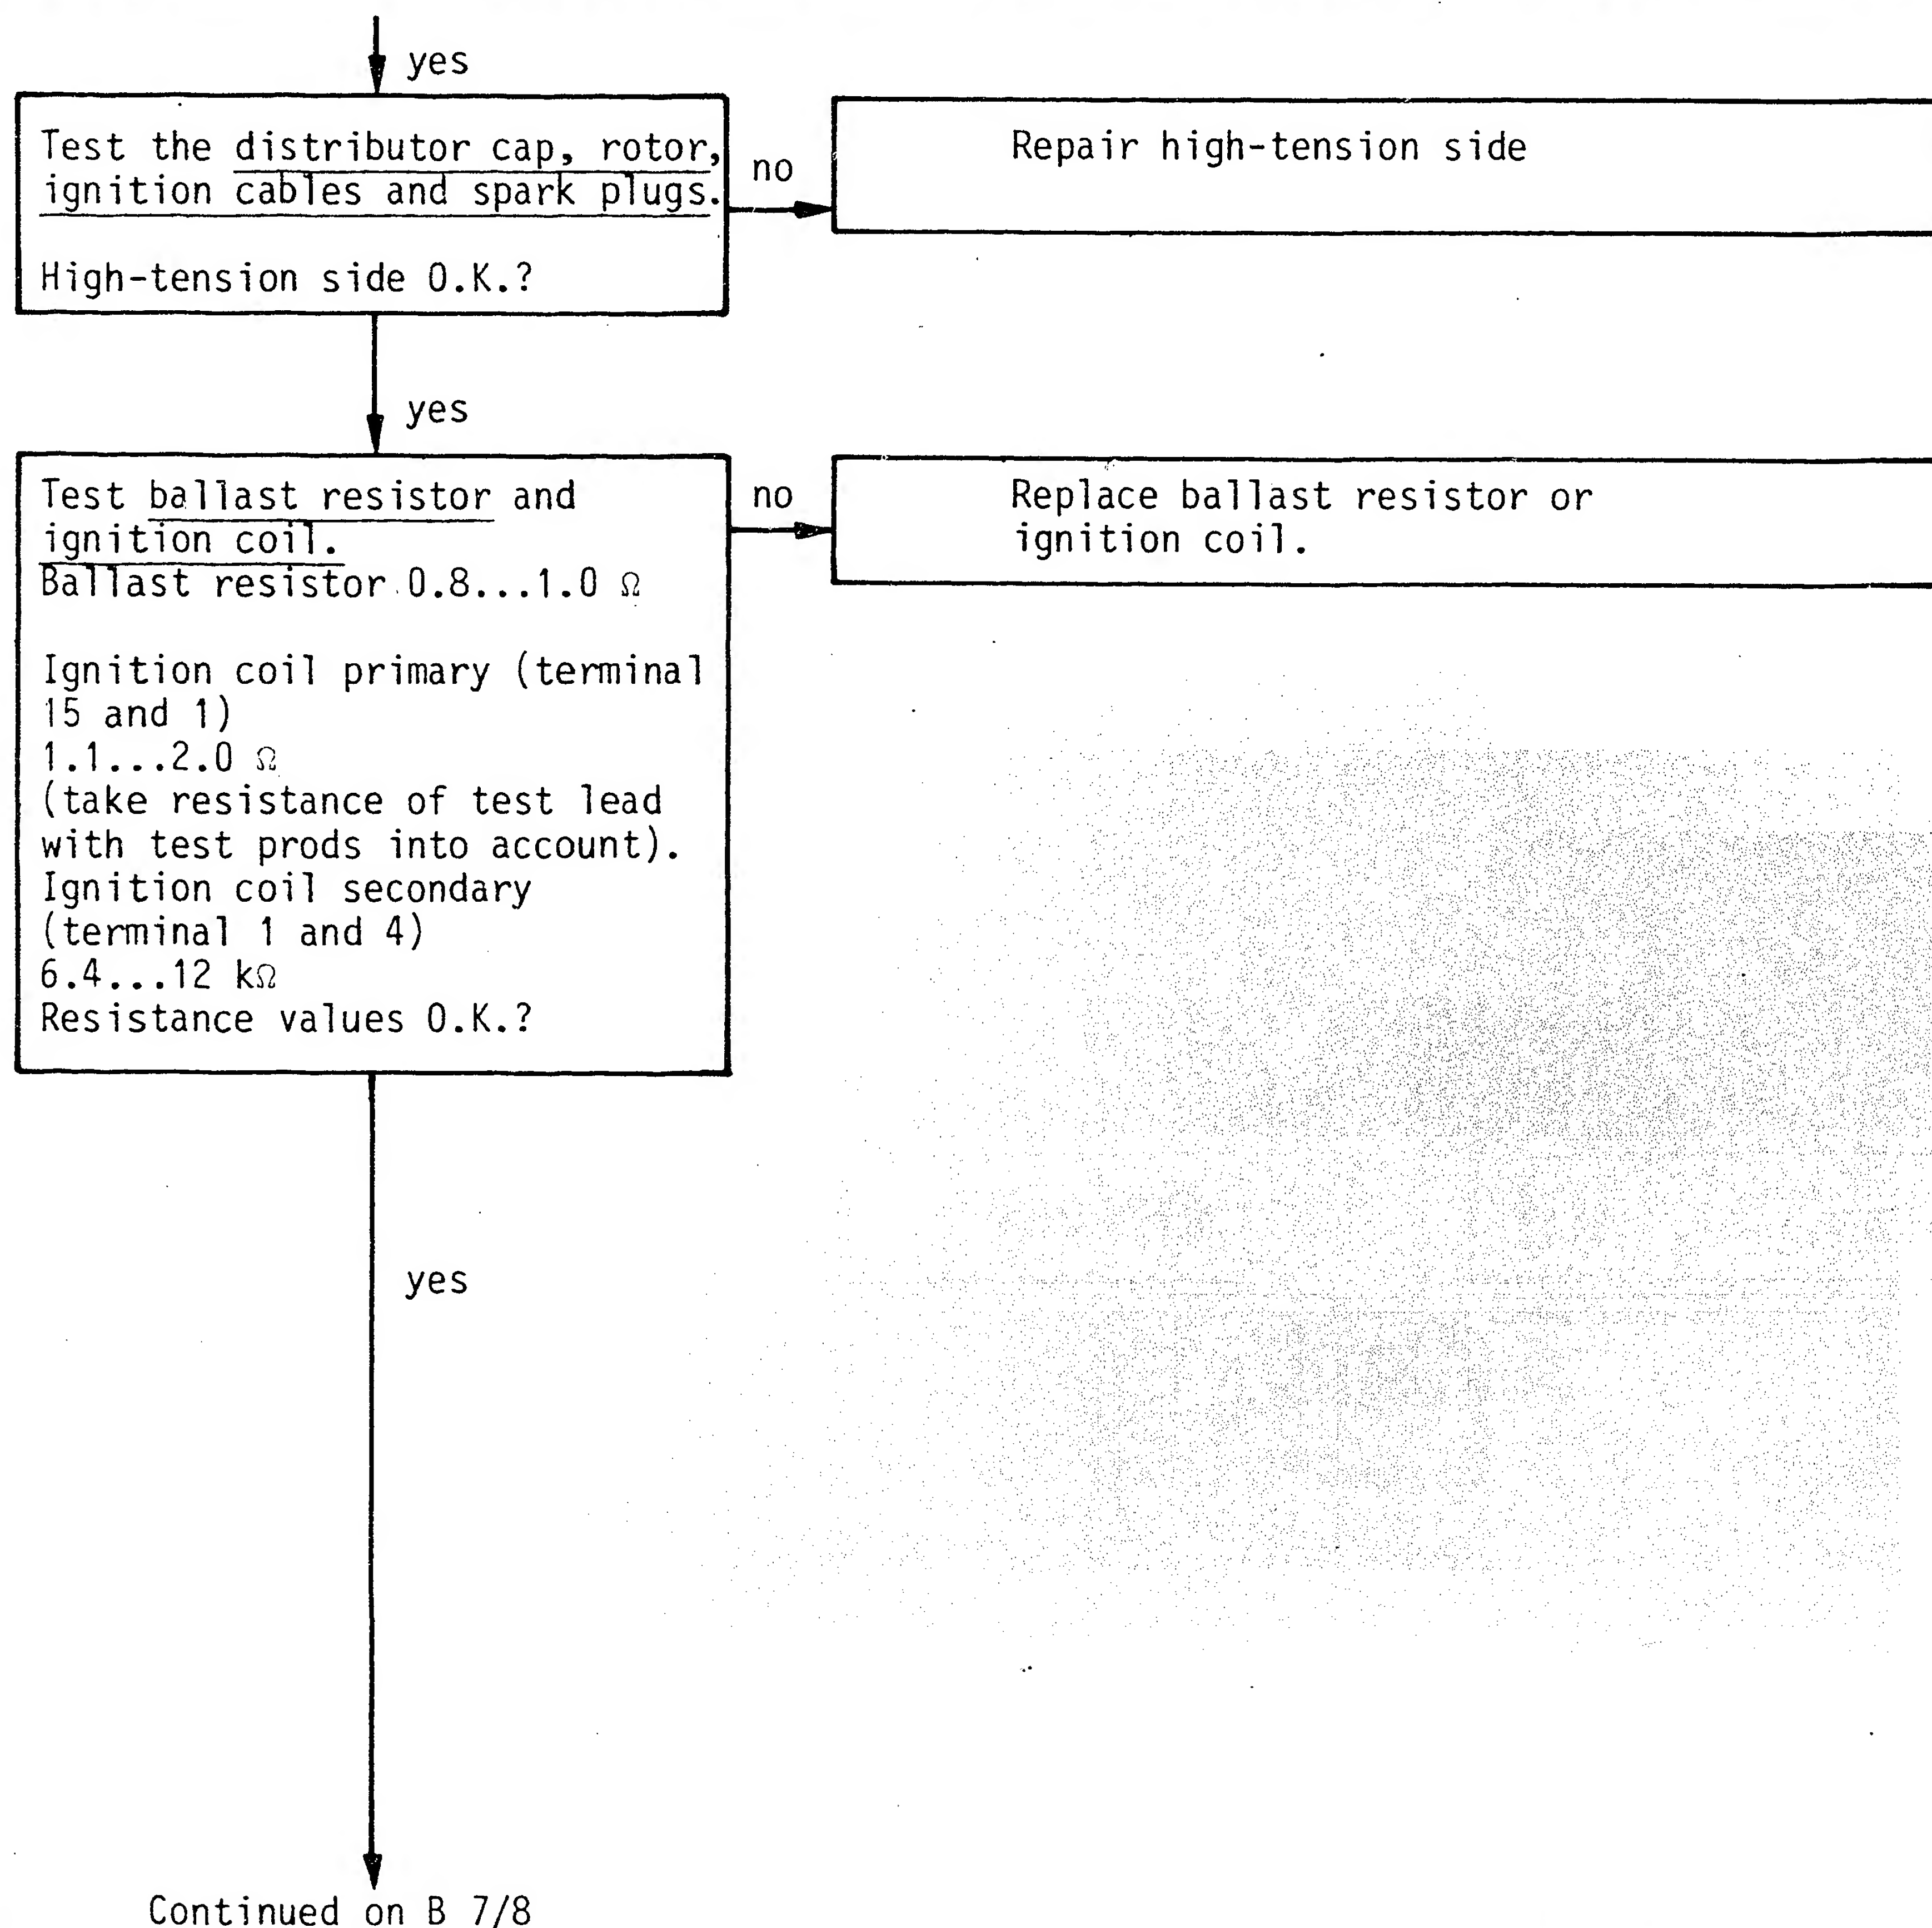 yes
Test the distributor cap, rotor,
ignition cables and spark plugs.
High-tension side O.K.?
no
Repair high-tension side
yes
Test ballast resistor and
ignition coil.
Ballast resistor 0.8...1.0 Ω
Ignition coil primary (terminal
15 and 1)
1.1...2.0 Ω
(take resistance of test lead
with test prods into account).
Ignition coil secondary
(terminal 1 and 4)
6.4...12 kΩ
Resistance values O.K.?
no
Replace ballast resistor or
ignition coil.
yes
Continued on B 7/8